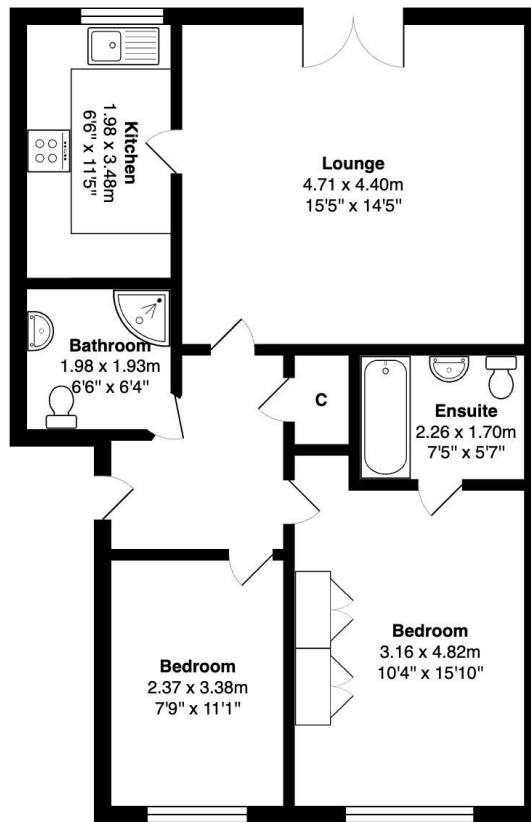 Kitchen
1.98 x 3.48m
6'6" x 11'5"
Lounge
4.71 x 4.40m
15'5" x 14'5"
Bathroom
1.98 x 1.93m
6'6" x 6'4"
C
Ensuite
2.26 x 1.70m
7'5" x 5'7"
Bedroom
2.37 x 3.38m
7'9" x 11'1"
Bedroom
3.16 x 4.82m
10'4" x 15'10"